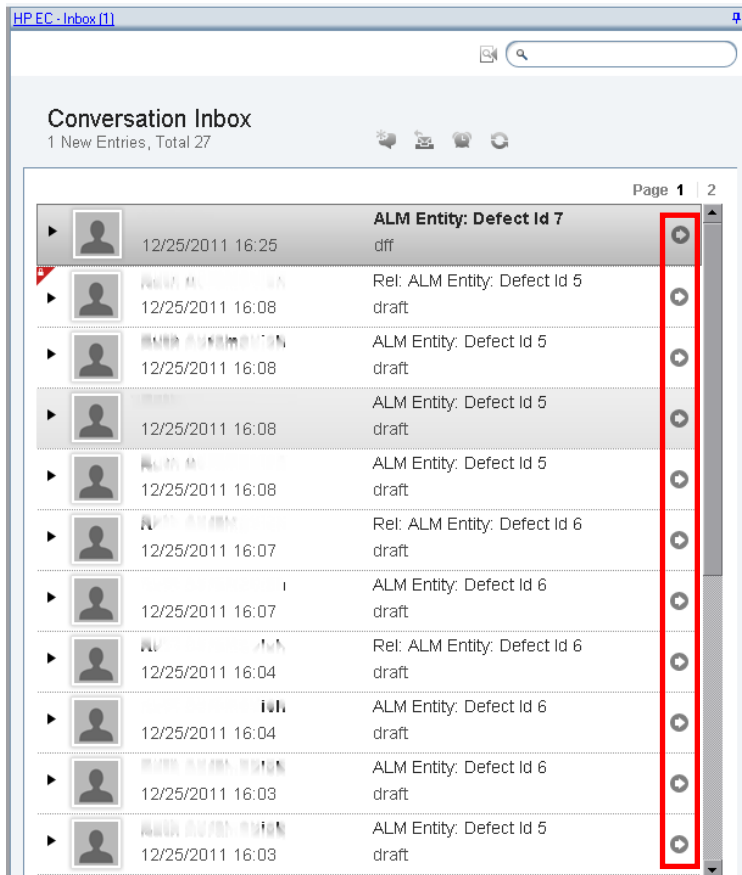 HP EC - Inbox (1)
Conversation Inbox
1 New Entries, Total 27
Page 1 2
ALM Entity: Defect Id 7
12/25/2011 16:25 dff
Rel: ALM Entity: Defect Id 5
12/25/2011 16:08 draft
ALM Entity: Defect Id 5
12/25/2011 16:08 draft
ALM Entity: Defect Id 5
12/25/2011 16:08 draft
ALM Entity: Defect Id 5
12/25/2011 16:08 draft
Rel: ALM Entity: Defect Id 6
12/25/2011 16:07 draft
ALM Entity: Defect Id 6
12/25/2011 16:07 draft
Rel: ALM Entity: Defect Id 6
12/25/2011 16:04 draft
ALM Entity: Defect Id 6
12/25/2011 16:04 draft
ALM Entity: Defect Id 6
12/25/2011 16:03 draft
ALM Entity: Defect Id 5
12/25/2011 16:03 draft